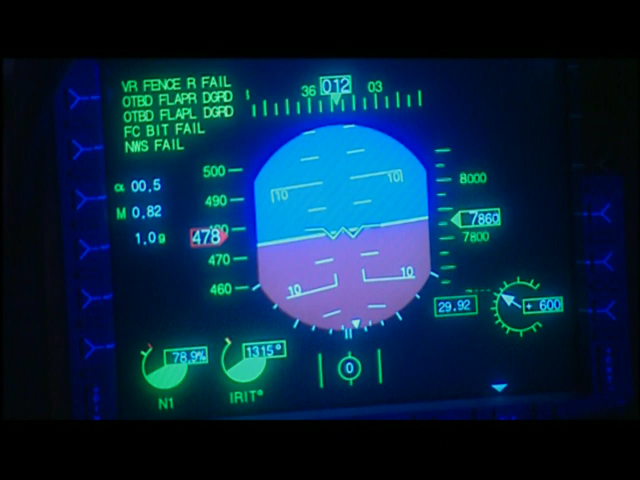 VR FENCE R FAIL
OTBD FLAPR DGRD
OTBD FLAPL DGRD
FC BIT FAIL
NWS FAIL
36 012 03
α 00.5
M 0.82
1.0g
500
490
478
470
460
10 10
10 10
8000
7860
7800
29.92
+ 600
78.9%
N1
1315°
IRIT°
0